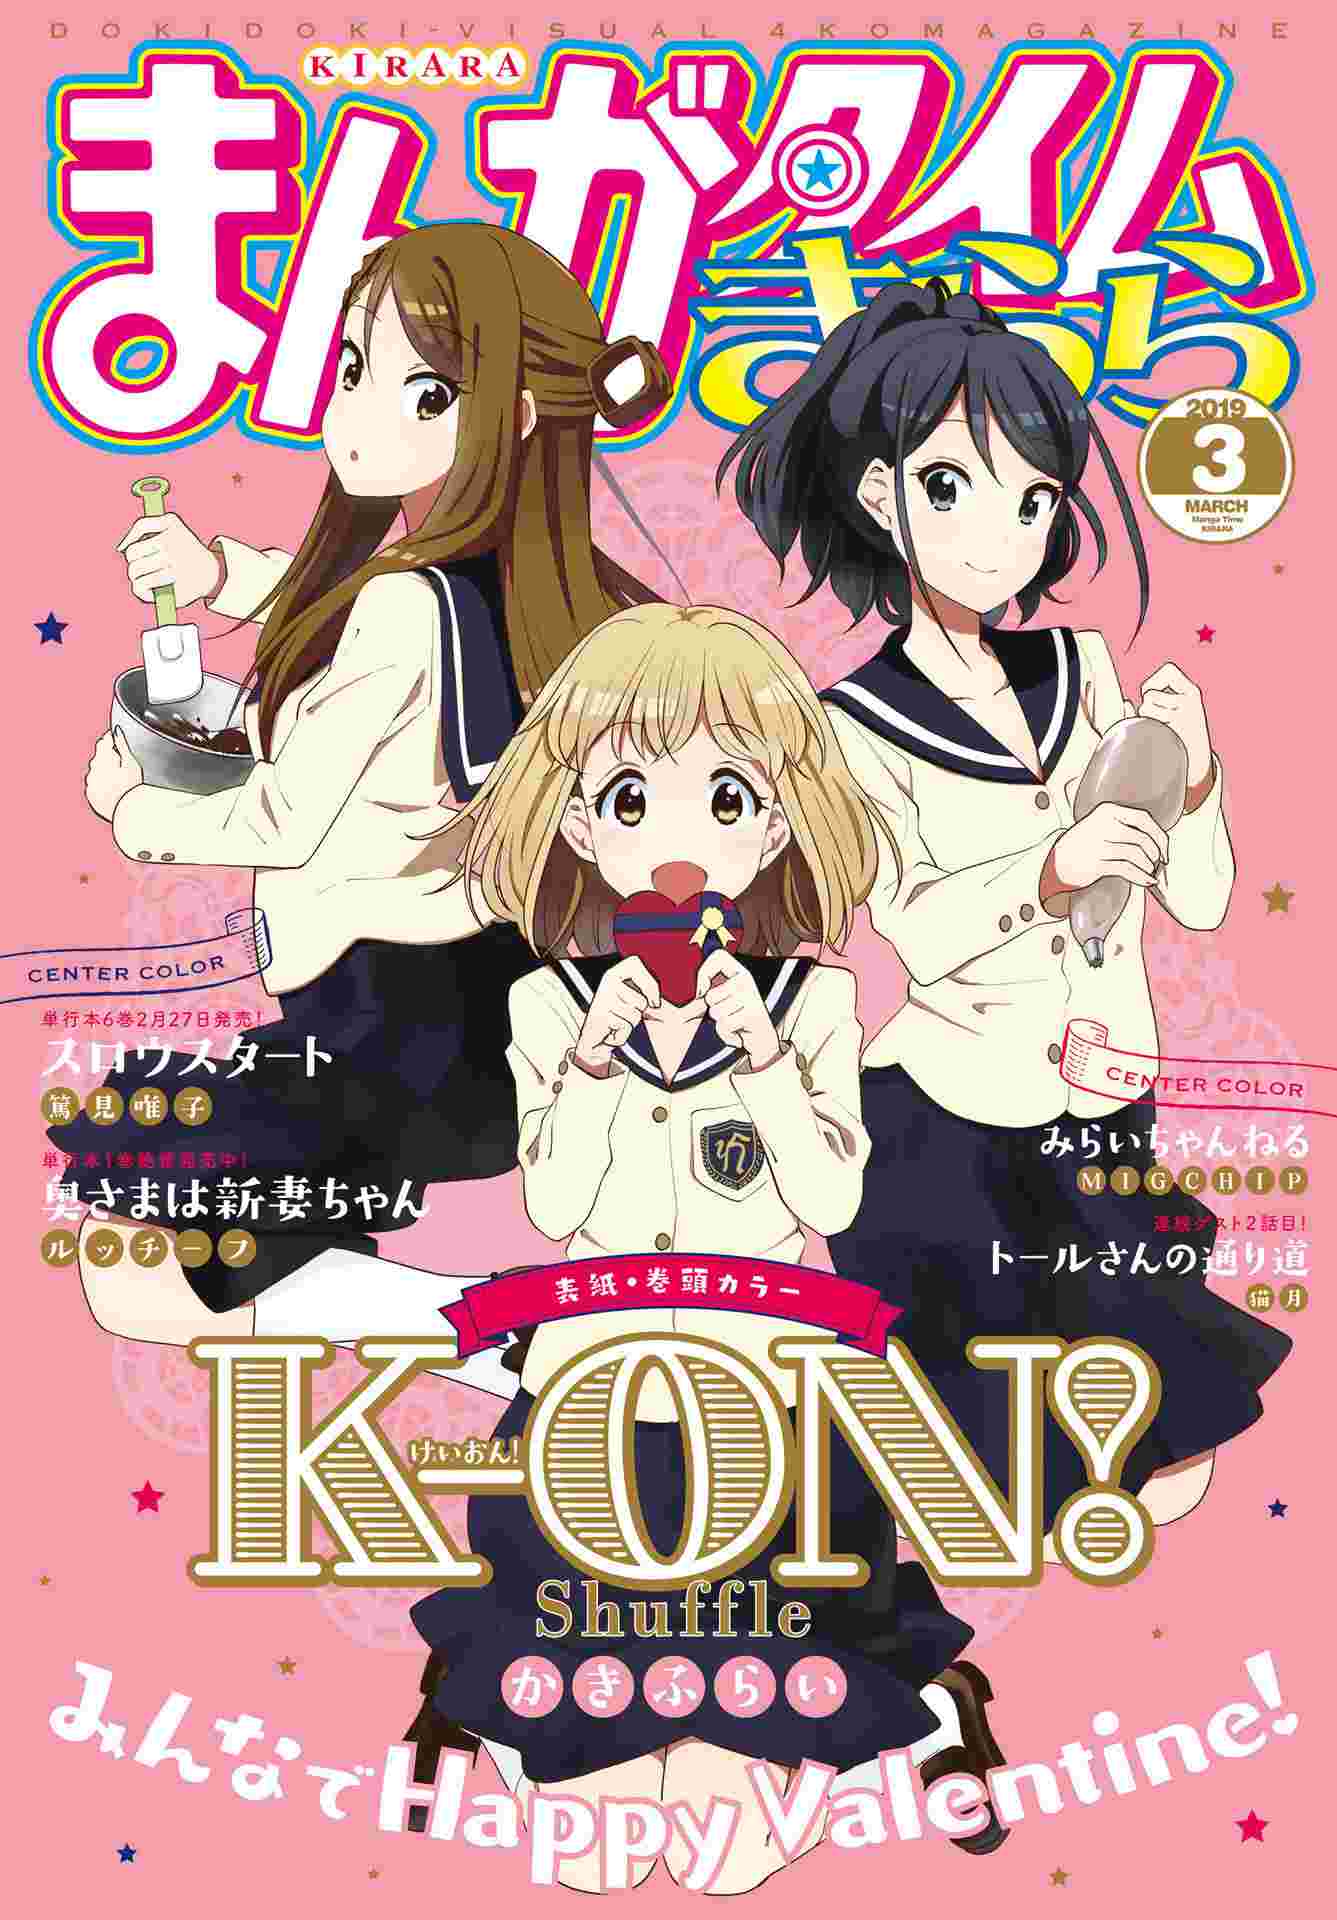 DOKIDOKI-VISUAL 4KOMAGAZINE
KIRARA
まんがタイム
きらら
2019
3
MARCH
Manga Time
KIRARA
CENTER COLOR
単行本6巻2月27日発売!
スロウスタート
篤見唯子
単行本1巻絶賛発売中!
奥さまは新妻ちゃん
ルッチーフ
CENTER COLOR
みらいちゃんねる
MIGCHIP
連続ゲスト2話目!
トールさんの通り道
猫月
表紙・巻頭カラー
K-ON!
けいおん!
Shuffle
かきふらい
みんなでHappy Valentine!